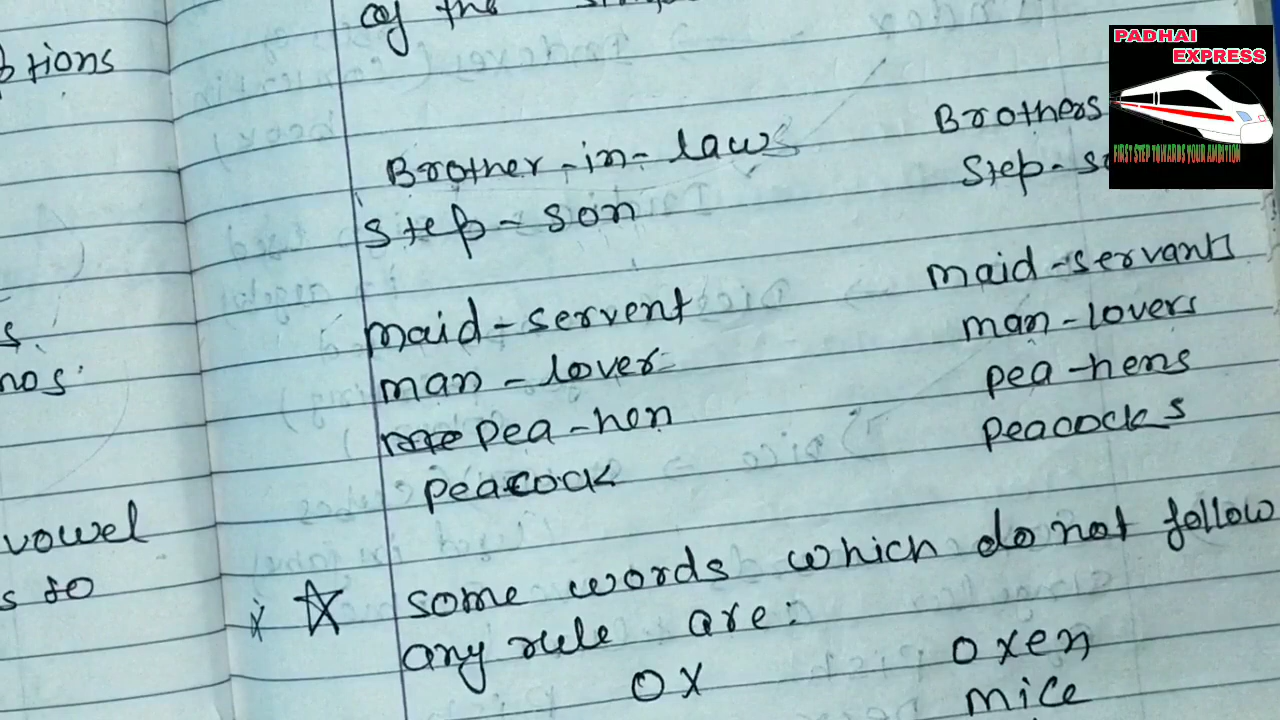 of the
ptions
Brother-in-laws Brothers
step-son step-
maid-servent maid-servants
man-lover man-lovers
pea-hen pea-hens
peacock peacocks
s.
nos
vowel
s to
some words which do not follow
any rule are:
ox oxen
mice
PADHAI
EXPRESS
FIRST STEP TOWARDS YOUR AMBITION